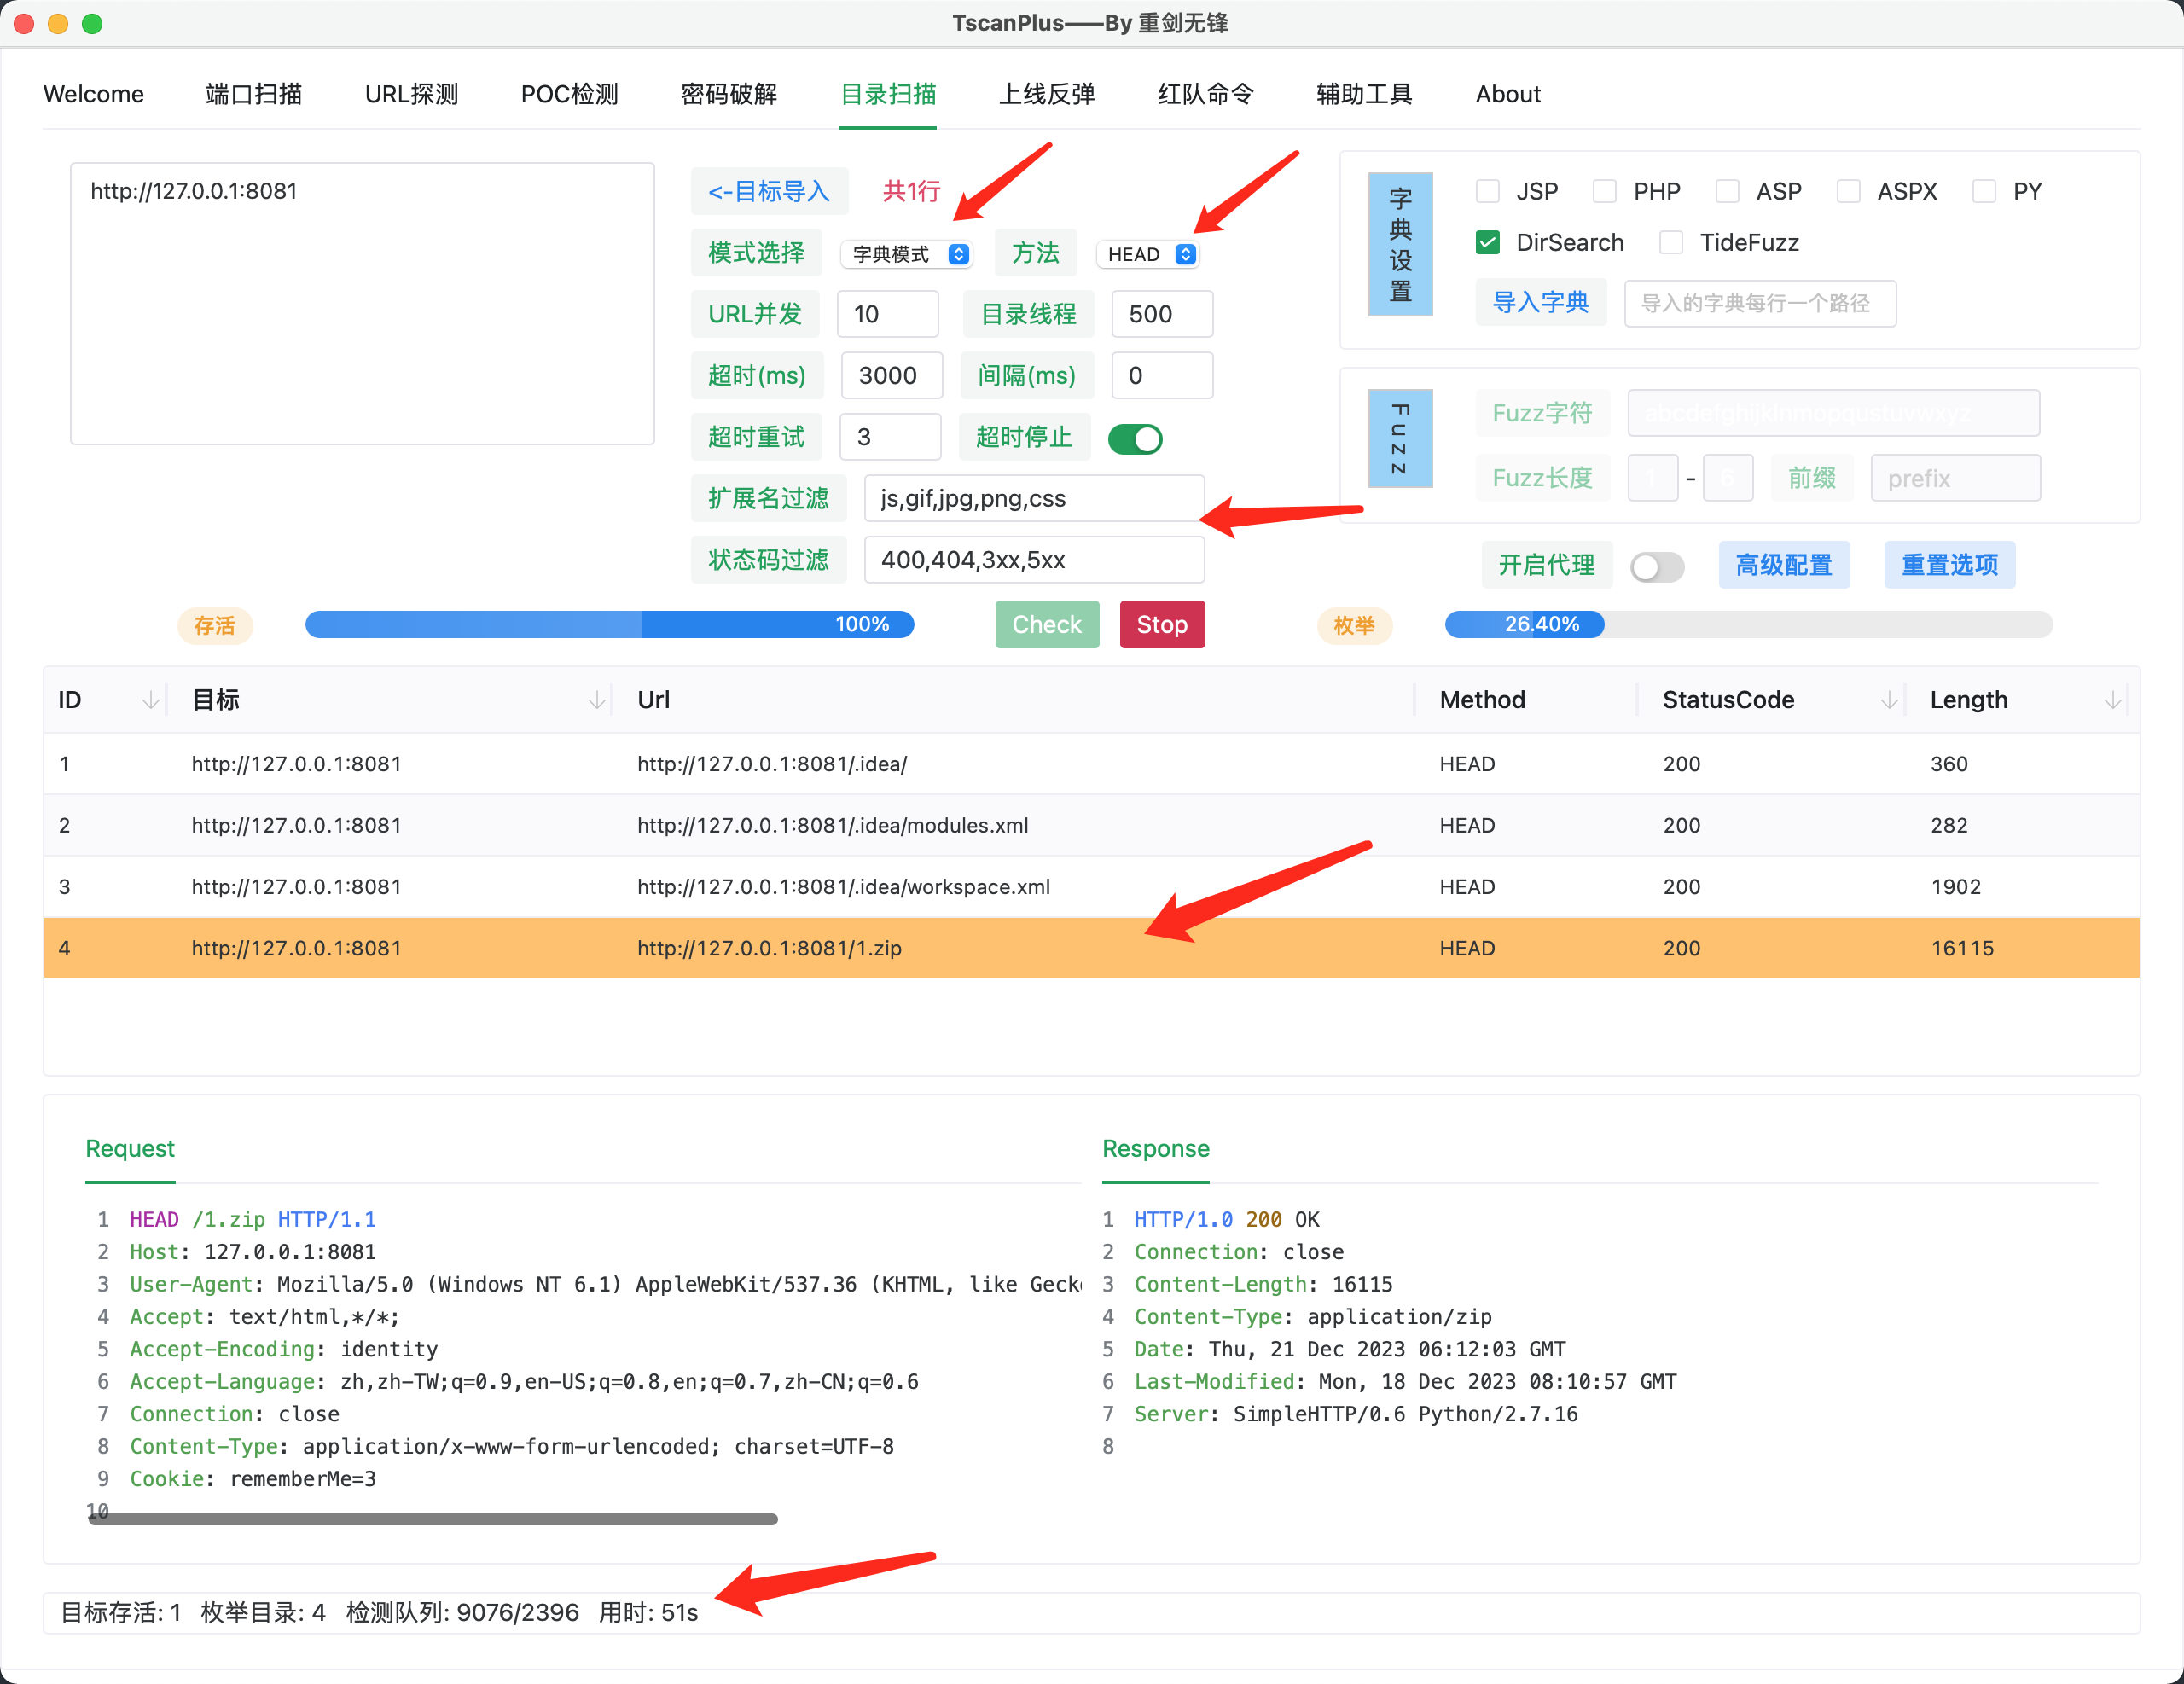 TscanPlus——By 重剑无锋
Welcome 端口扫描 URL探测 POC检测 密码破解 目录扫描 上线反弹 红队命令 辅助工具 About
http://127.0.0.1:8081
<-目标导入 共1行
模式选择 字典模式 方法 HEAD
URL并发 10 目录线程 500
超时(ms) 3000 间隔(ms) 0
超时重试 3 超时停止
扩展名过滤 js,gif,jpg,png,css
状态码过滤 400,404,3xx,5xx
字典设置
JSP PHP ASP ASPX PY
DirSearch TideFuzz
导入字典 导入的字典每行一个路径
Fuzz
Fuzz字符 abcdefghijklnmopqustuvwxyz
Fuzz长度 1 - 6 前缀 prefix
开启代理 高级配置 重置选项
存活 100% Check Stop 枚举 26.40%
ID 目标 Url Method StatusCode Length
1 http://127.0.0.1:8081 http://127.0.0.1:8081/.idea/ HEAD 200 360
2 http://127.0.0.1:8081 http://127.0.0.1:8081/.idea/modules.xml HEAD 200 282
3 http://127.0.0.1:8081 http://127.0.0.1:8081/.idea/workspace.xml HEAD 200 1902
4 http://127.0.0.1:8081 http://127.0.0.1:8081/1.zip HEAD 200 16115
Request
1 HEAD /1.zip HTTP/1.1
2 Host: 127.0.0.1:8081
3 User-Agent: Mozilla/5.0 (Windows NT 6.1) AppleWebKit/537.36 (KHTML, like Geck
4 Accept: text/html,*/*;
5 Accept-Encoding: identity
6 Accept-Language: zh,zh-TW;q=0.9,en-US;q=0.8,en;q=0.7,zh-CN;q=0.6
7 Connection: close
8 Content-Type: application/x-www-form-urlencoded; charset=UTF-8
9 Cookie: rememberMe=3
10
Response
1 HTTP/1.0 200 OK
2 Connection: close
3 Content-Length: 16115
4 Content-Type: application/zip
5 Date: Thu, 21 Dec 2023 06:12:03 GMT
6 Last-Modified: Mon, 18 Dec 2023 08:10:57 GMT
7 Server: SimpleHTTP/0.6 Python/2.7.16
8
目标存活: 1 枚举目录: 4 检测队列: 9076/2396 用时: 51s